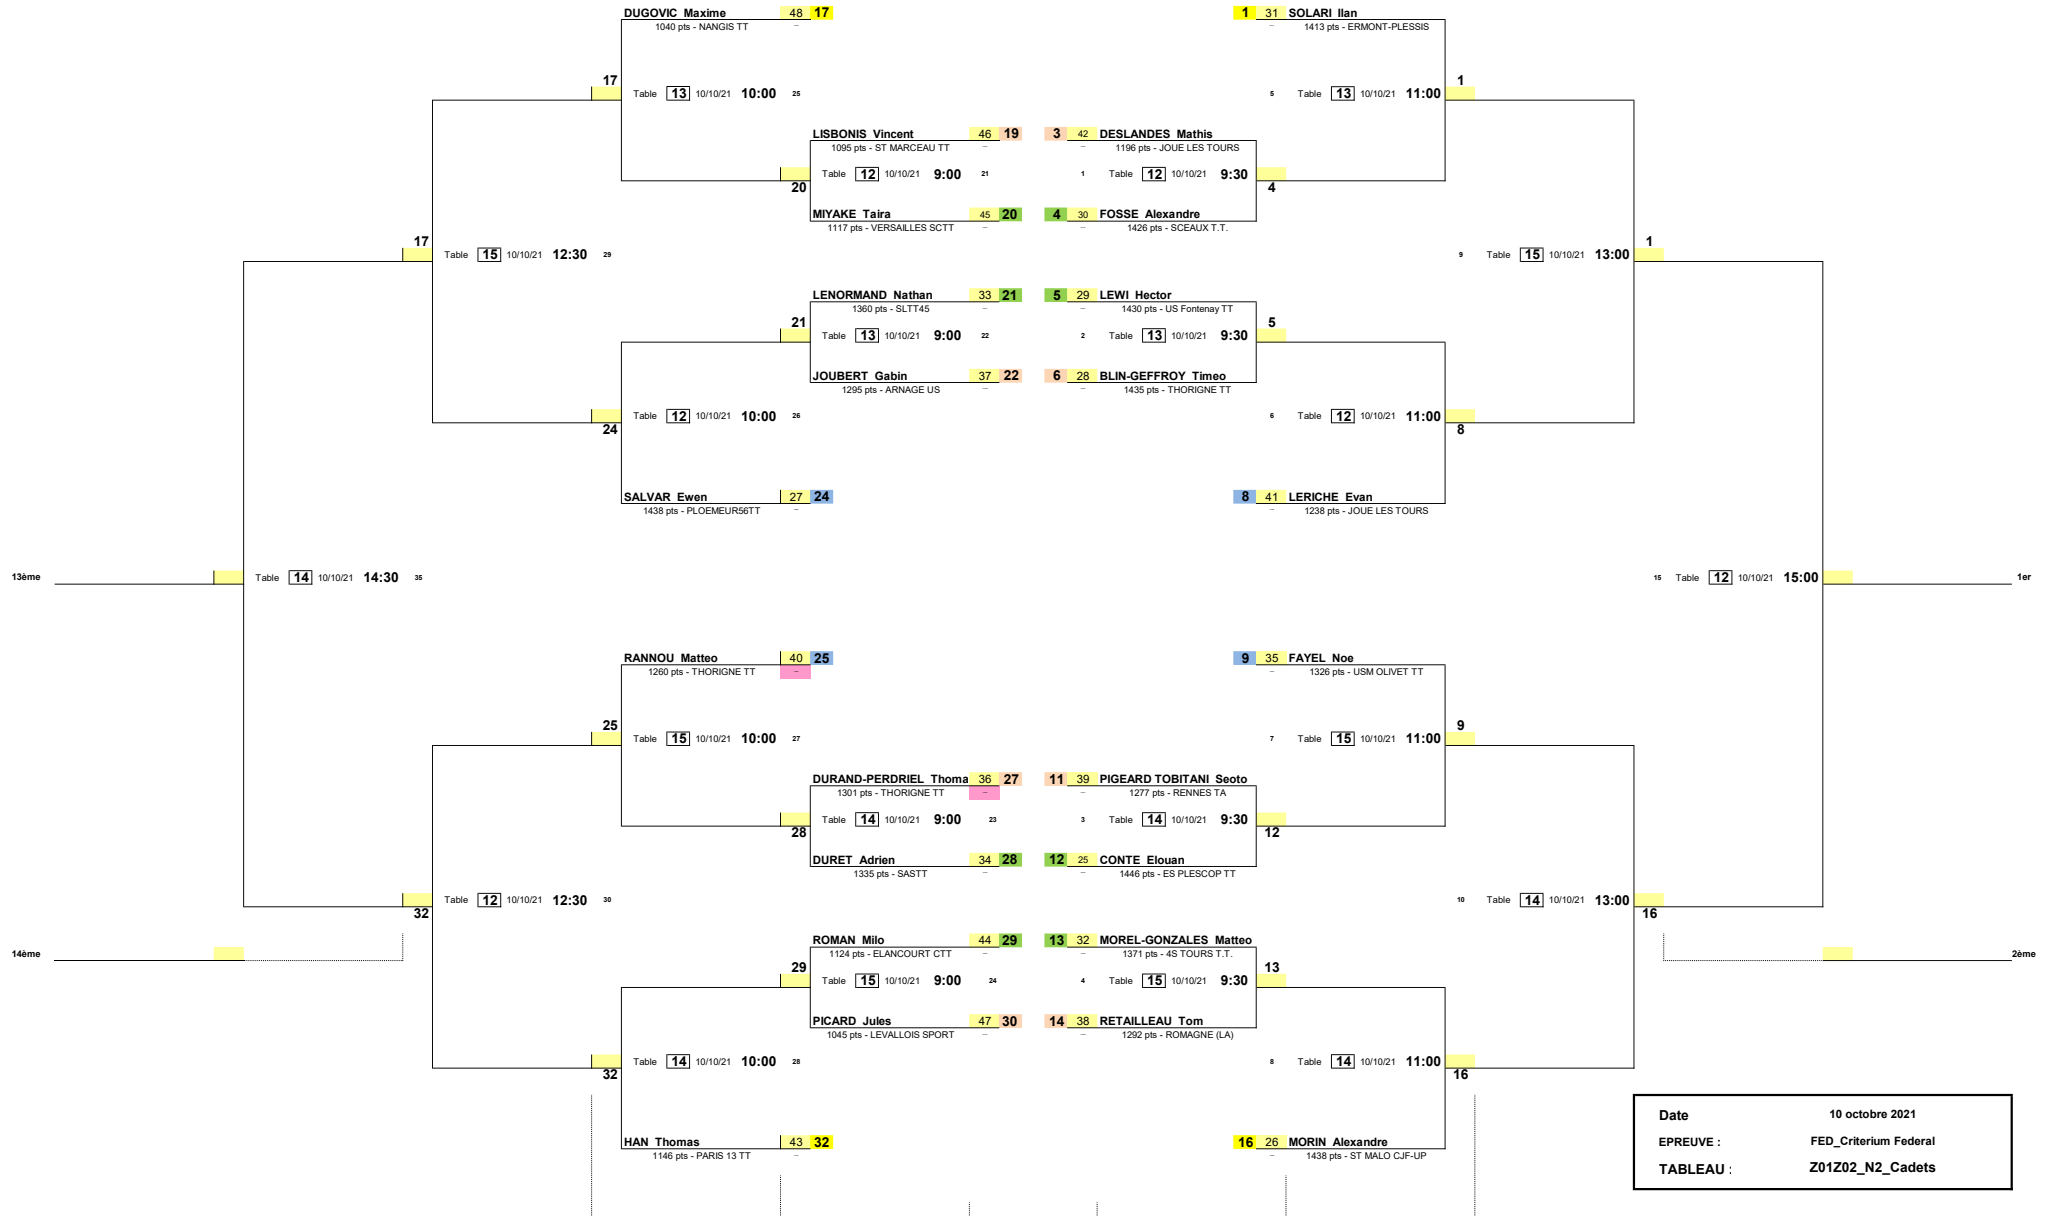 DUGOVIC Maxime 48 17 1 31 SOLARI Ilan
1040 pts - NANGIS TT – – 1413 pts - ERMONT-PLESSIS
17 1
Table 13 10/10/21 10:00 25 5 Table 13 10/10/21 11:00
LISBONIS Vincent 46 19 3 42 DESLANDES Mathis
1095 pts - ST MARCEAU TT – – 1196 pts - JOUE LES TOURS
Table 12 10/10/21 9:00 21 1 Table 12 10/10/21 9:30
20 4
MIYAKE Taira 45 20 4 30 FOSSE Alexandre
1117 pts - VERSAILLES SCTT – – 1426 pts - SCEAUX T.T.
17 1
Table 15 10/10/21 12:30 29 9 Table 15 10/10/21 13:00
LENORMAND Nathan 33 21 5 29 LEWI Hector
1360 pts - SLTT45 – – 1430 pts - US Fontenay TT
21 5
Table 13 10/10/21 9:00 22 2 Table 13 10/10/21 9:30
JOUBERT Gabin 37 22 6 28 BLIN-GEFFROY Timeo
1295 pts - ARNAGE US – – 1435 pts - THORIGNE TT
Table 12 10/10/21 10:00 26 6 Table 12 10/10/21 11:00
24 8
SALVAR Ewen 27 24 8 41 LERICHE Evan
1438 pts - PLOEMEUR56TT – – 1238 pts - JOUE LES TOURS
13ème Table 14 10/10/21 14:30 35 15 Table 12 10/10/21 15:00 1er
RANNOU Matteo 40 25 9 35 FAYEL Noe
1260 pts - THORIGNE TT – – 1326 pts - USM OLIVET TT
25 9
Table 15 10/10/21 10:00 27 7 Table 15 10/10/21 11:00
DURAND-PERDRIEL Thoma 36 27 11 39 PIGEARD TOBITANI Seoto
1301 pts - THORIGNE TT – – 1277 pts - RENNES TA
Table 14 10/10/21 9:00 23 3 Table 14 10/10/21 9:30
28 12
DURET Adrien 34 28 12 25 CONTE Elouan
1335 pts - SASTT – – 1446 pts - ES PLESCOP TT
Table 12 10/10/21 12:30 30 10 Table 14 10/10/21 13:00
32 16
ROMAN Milo 44 29 13 32 MOREL-GONZALES Matteo
14ème 1124 pts - ELANCOURT CTT – – 1371 pts - 4S TOURS T.T. 2ème
29 13
Table 15 10/10/21 9:00 24 4 Table 15 10/10/21 9:30
PICARD Jules 47 30 14 38 RETAILLEAU Tom
1045 pts - LEVALLOIS SPORT – – 1292 pts - ROMAGNE (LA)
Table 14 10/10/21 10:00 28 8 Table 14 10/10/21 11:00
32 16
Date 10 octobre 2021
HAN Thomas 43 32 16 26 MORIN Alexandre
1146 pts - PARIS 13 TT – – 1438 pts - ST MALO CJF-UP
EPREUVE : FED_Criterium Federal
TABLEAU : Z01Z02_N2_Cadets